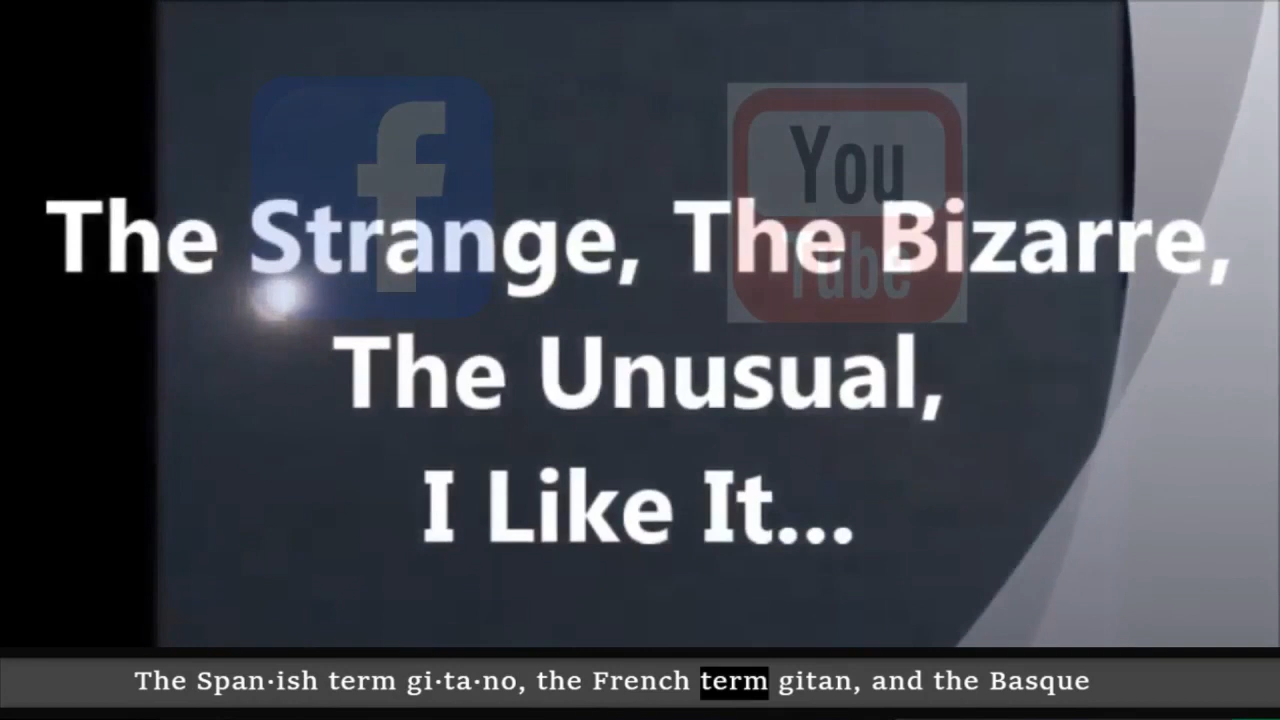 f
You
Tube
The Strange, The Bizarre,
The Unusual,
I Like It...
The Span·ish term gi·ta·no, the French term gitan, and the Basque